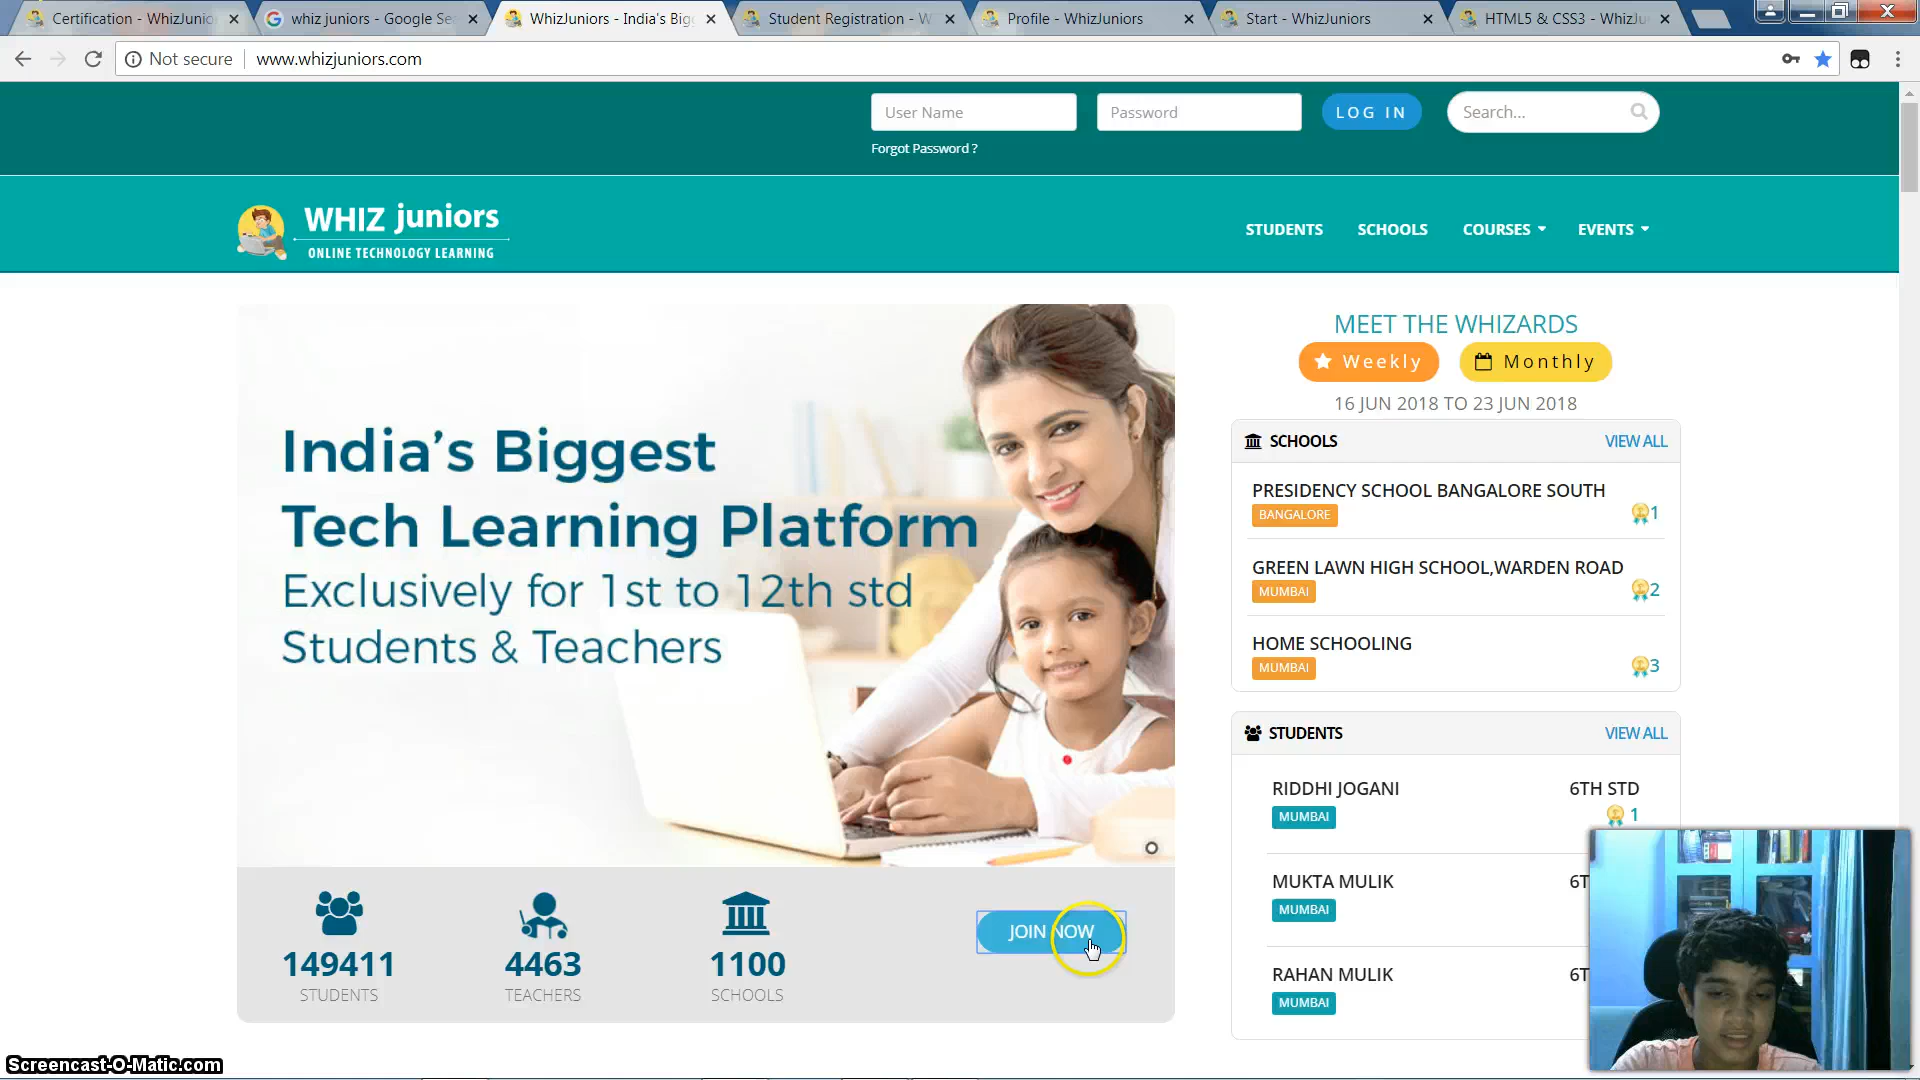 Certification - WhizJunio
whiz juniors - Google Se
WhizJuniors - India's Big
Student Registration - W
Profile - WhizJuniors
Start - WhizJuniors
HTML5 & CSS3 - WhizJu
Not secure
www.whizjuniors.com
User Name
Password
LOG IN
Search...
Forgot Password ?
WHIZ juniors
ONLINE TECHNOLOGY LEARNING
STUDENTS
SCHOOLS
COURSES
EVENTS
India's Biggest
Tech Learning Platform
Exclusively for 1st to 12th std
Students & Teachers
149411
STUDENTS
4463
TEACHERS
1100
SCHOOLS
JOIN NOW
MEET THE WHIZARDS
Weekly
Monthly
16 JUN 2018 TO 23 JUN 2018
SCHOOLS
VIEW ALL
PRESIDENCY SCHOOL BANGALORE SOUTH
BANGALORE
1
GREEN LAWN HIGH SCHOOL,WARDEN ROAD
MUMBAI
2
HOME SCHOOLING
MUMBAI
3
STUDENTS
VIEW ALL
RIDDHI JOGANI
6TH STD
MUMBAI
1
MUKTA MULIK
6T
MUMBAI
RAHAN MULIK
6T
MUMBAI
Screencast-O-Matic.com